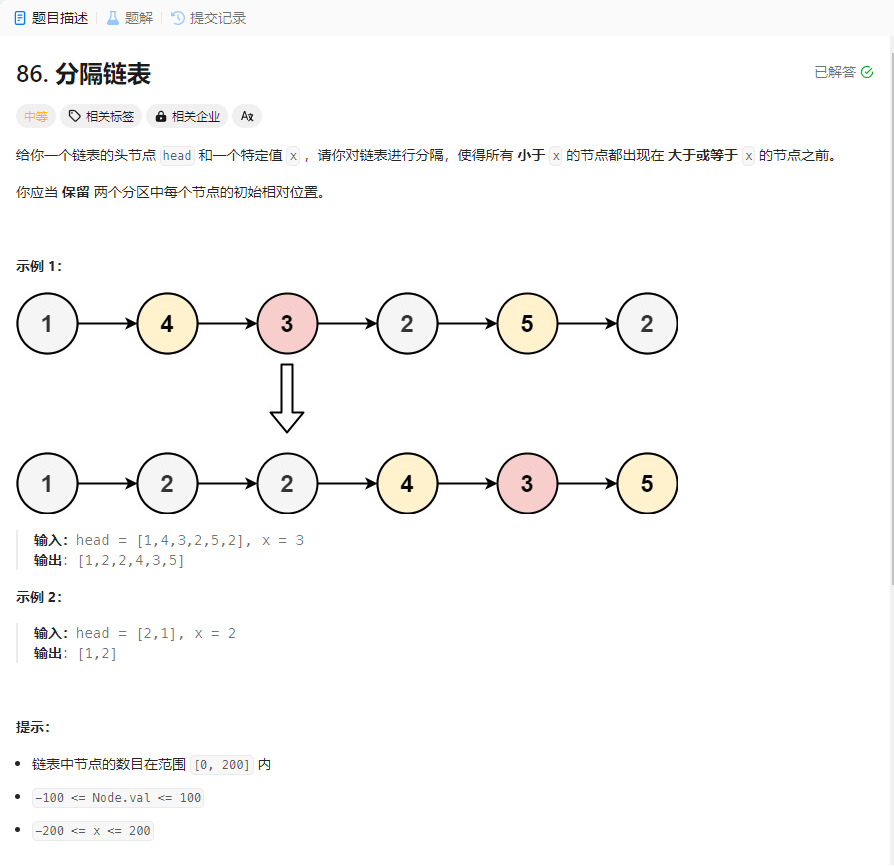 题目描述 题解 提交记录
86. 分隔链表
已解答
中等 相关标签 相关企业 Aあ
给你一个链表的头节点 head 和一个特定值 x ，请你对链表进行分隔，使得所有 小于 x 的节点都出现在 大于或等于 x 的节点之前。
你应当 保留 两个分区中每个节点的初始相对位置。
示例 1：
1 4 3 2 5 2
1 2 2 4 3 5
输入：head = [1,4,3,2,5,2], x = 3
输出：[1,2,2,4,3,5]
示例 2：
输入：head = [2,1], x = 2
输出：[1,2]
提示：
链表中节点的数目在范围 [0, 200] 内
-100 <= Node.val <= 100
-200 <= x <= 200